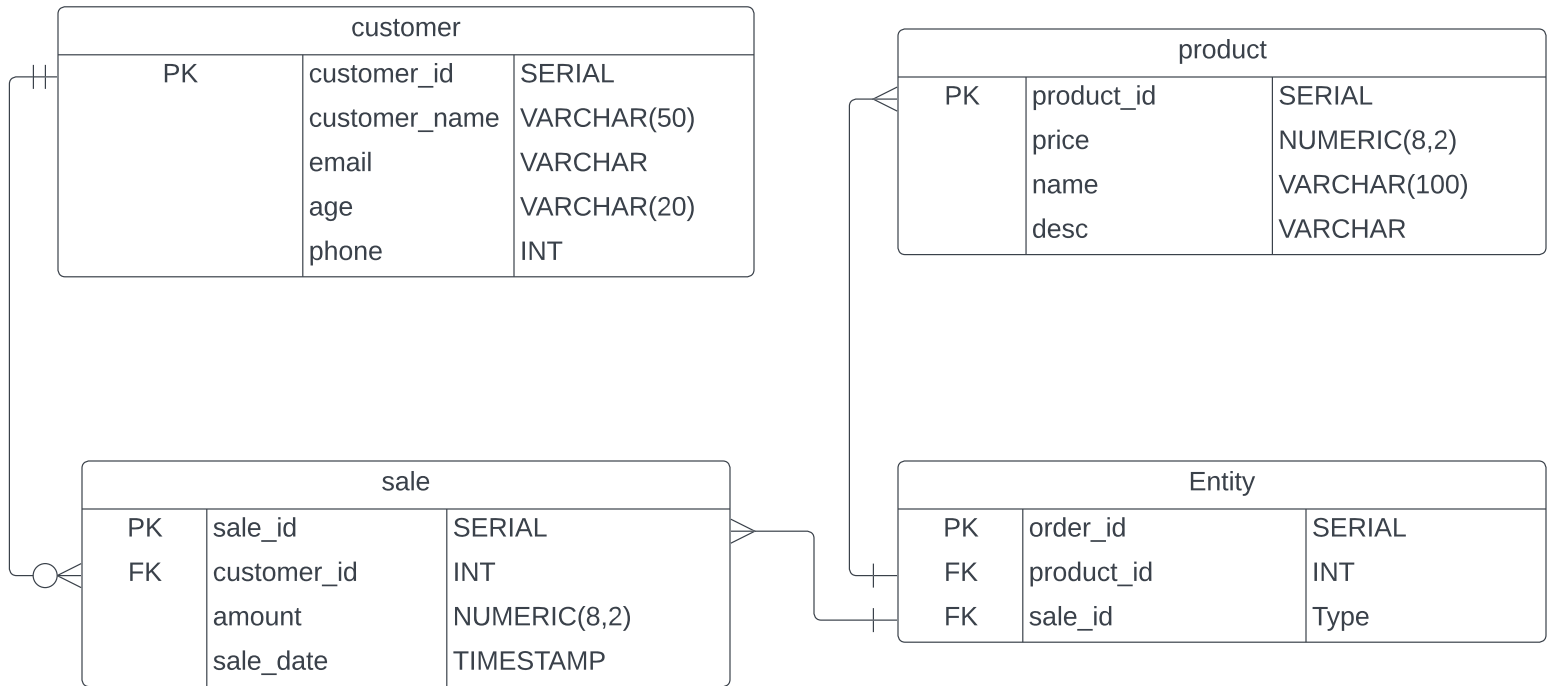 customer
PK customer_id SERIAL
customer_name VARCHAR(50)
email VARCHAR
age VARCHAR(20)
phone INT
product
PK product_id SERIAL
price NUMERIC(8,2)
name VARCHAR(100)
desc VARCHAR
sale
PK sale_id SERIAL
FK customer_id INT
amount NUMERIC(8,2)
sale_date TIMESTAMP
Entity
PK order_id SERIAL
FK product_id INT
FK sale_id Type